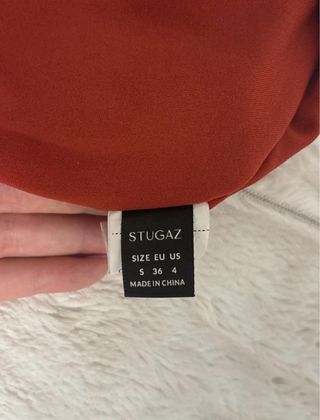 STUGAZ
SIZE EU US
S 36 4
MADE IN CHINA